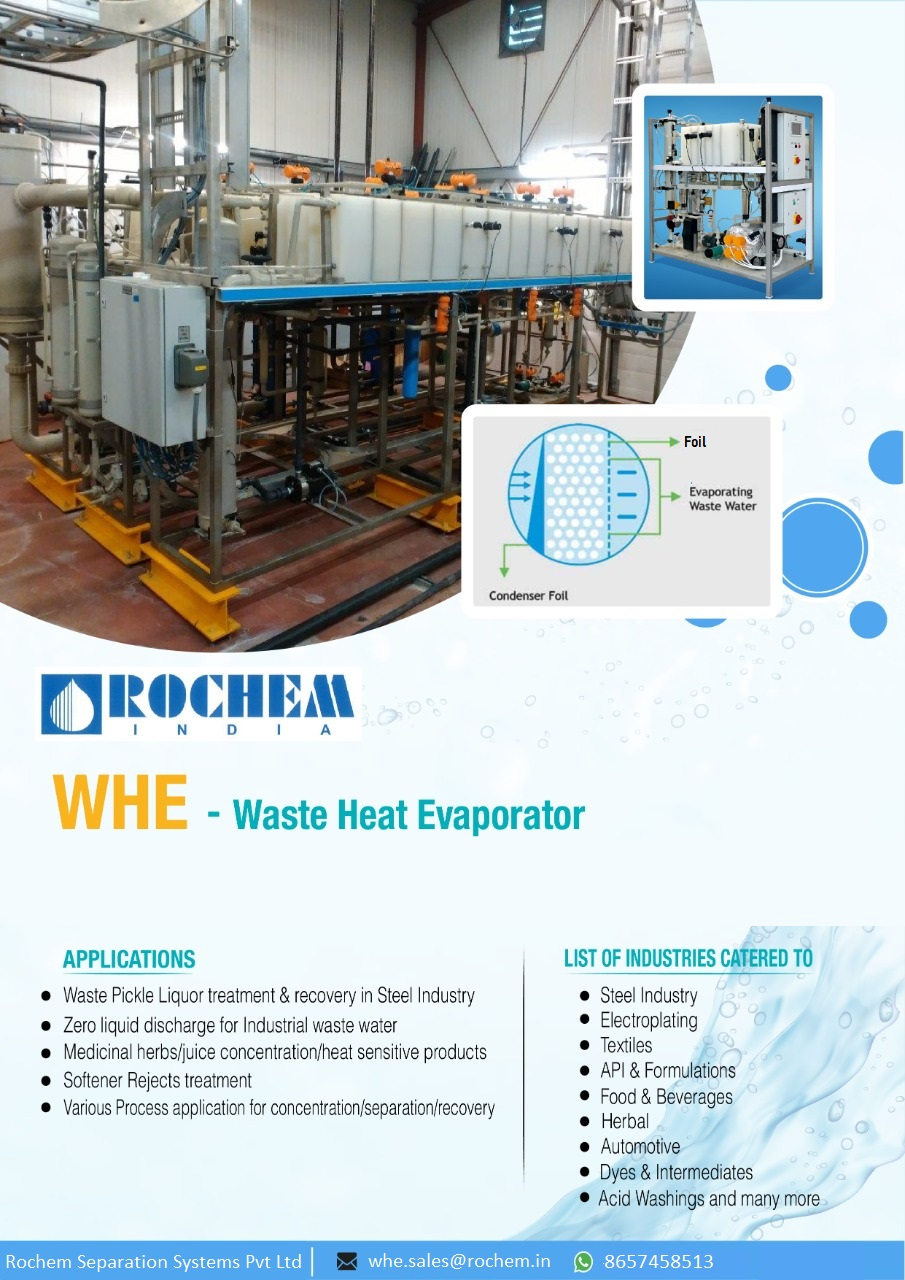 Foil
Evaporating
Waste Water
Condenser Foil
ROCHEM
INDIA
WHE - Waste Heat Evaporator
APPLICATIONS
Waste Pickle Liquor treatment & recovery in Steel Industry
Zero liquid discharge for Industrial waste water
Medicinal herbs/juice concentration/heat sensitive products
Softener Rejects treatment
Various Process application for concentration/separation/recovery
LIST OF INDUSTRIES CATERED TO
Steel Industry
Electroplating
Textiles
API & Formulations
Food & Beverages
Herbal
Automotive
Dyes & Intermediates
Acid Washings and many more
Rochem Separation Systems Pvt Ltd | whe.sales@rochem.in 8657458513